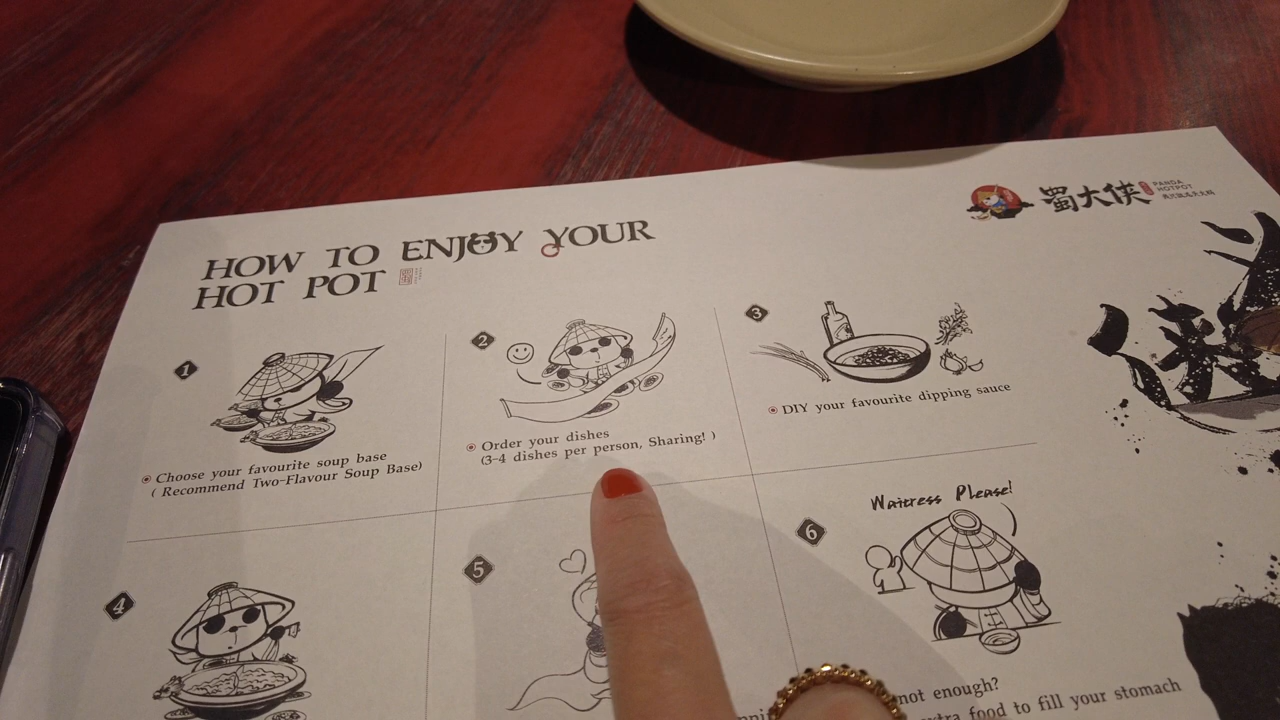 HOW TO ENJOY YOUR
HOT POT
蜀大侠
PANDA
HOTPOT
1
Choose your favourite soup base
( Recommend Two-Flavour Soup Base)
2
Order your dishes
(3-4 dishes per person, Sharing! )
3
DIY your favourite dipping sauce
4
5
6
Waitress Please!
not enough?
extra food to fill your stomach
侠